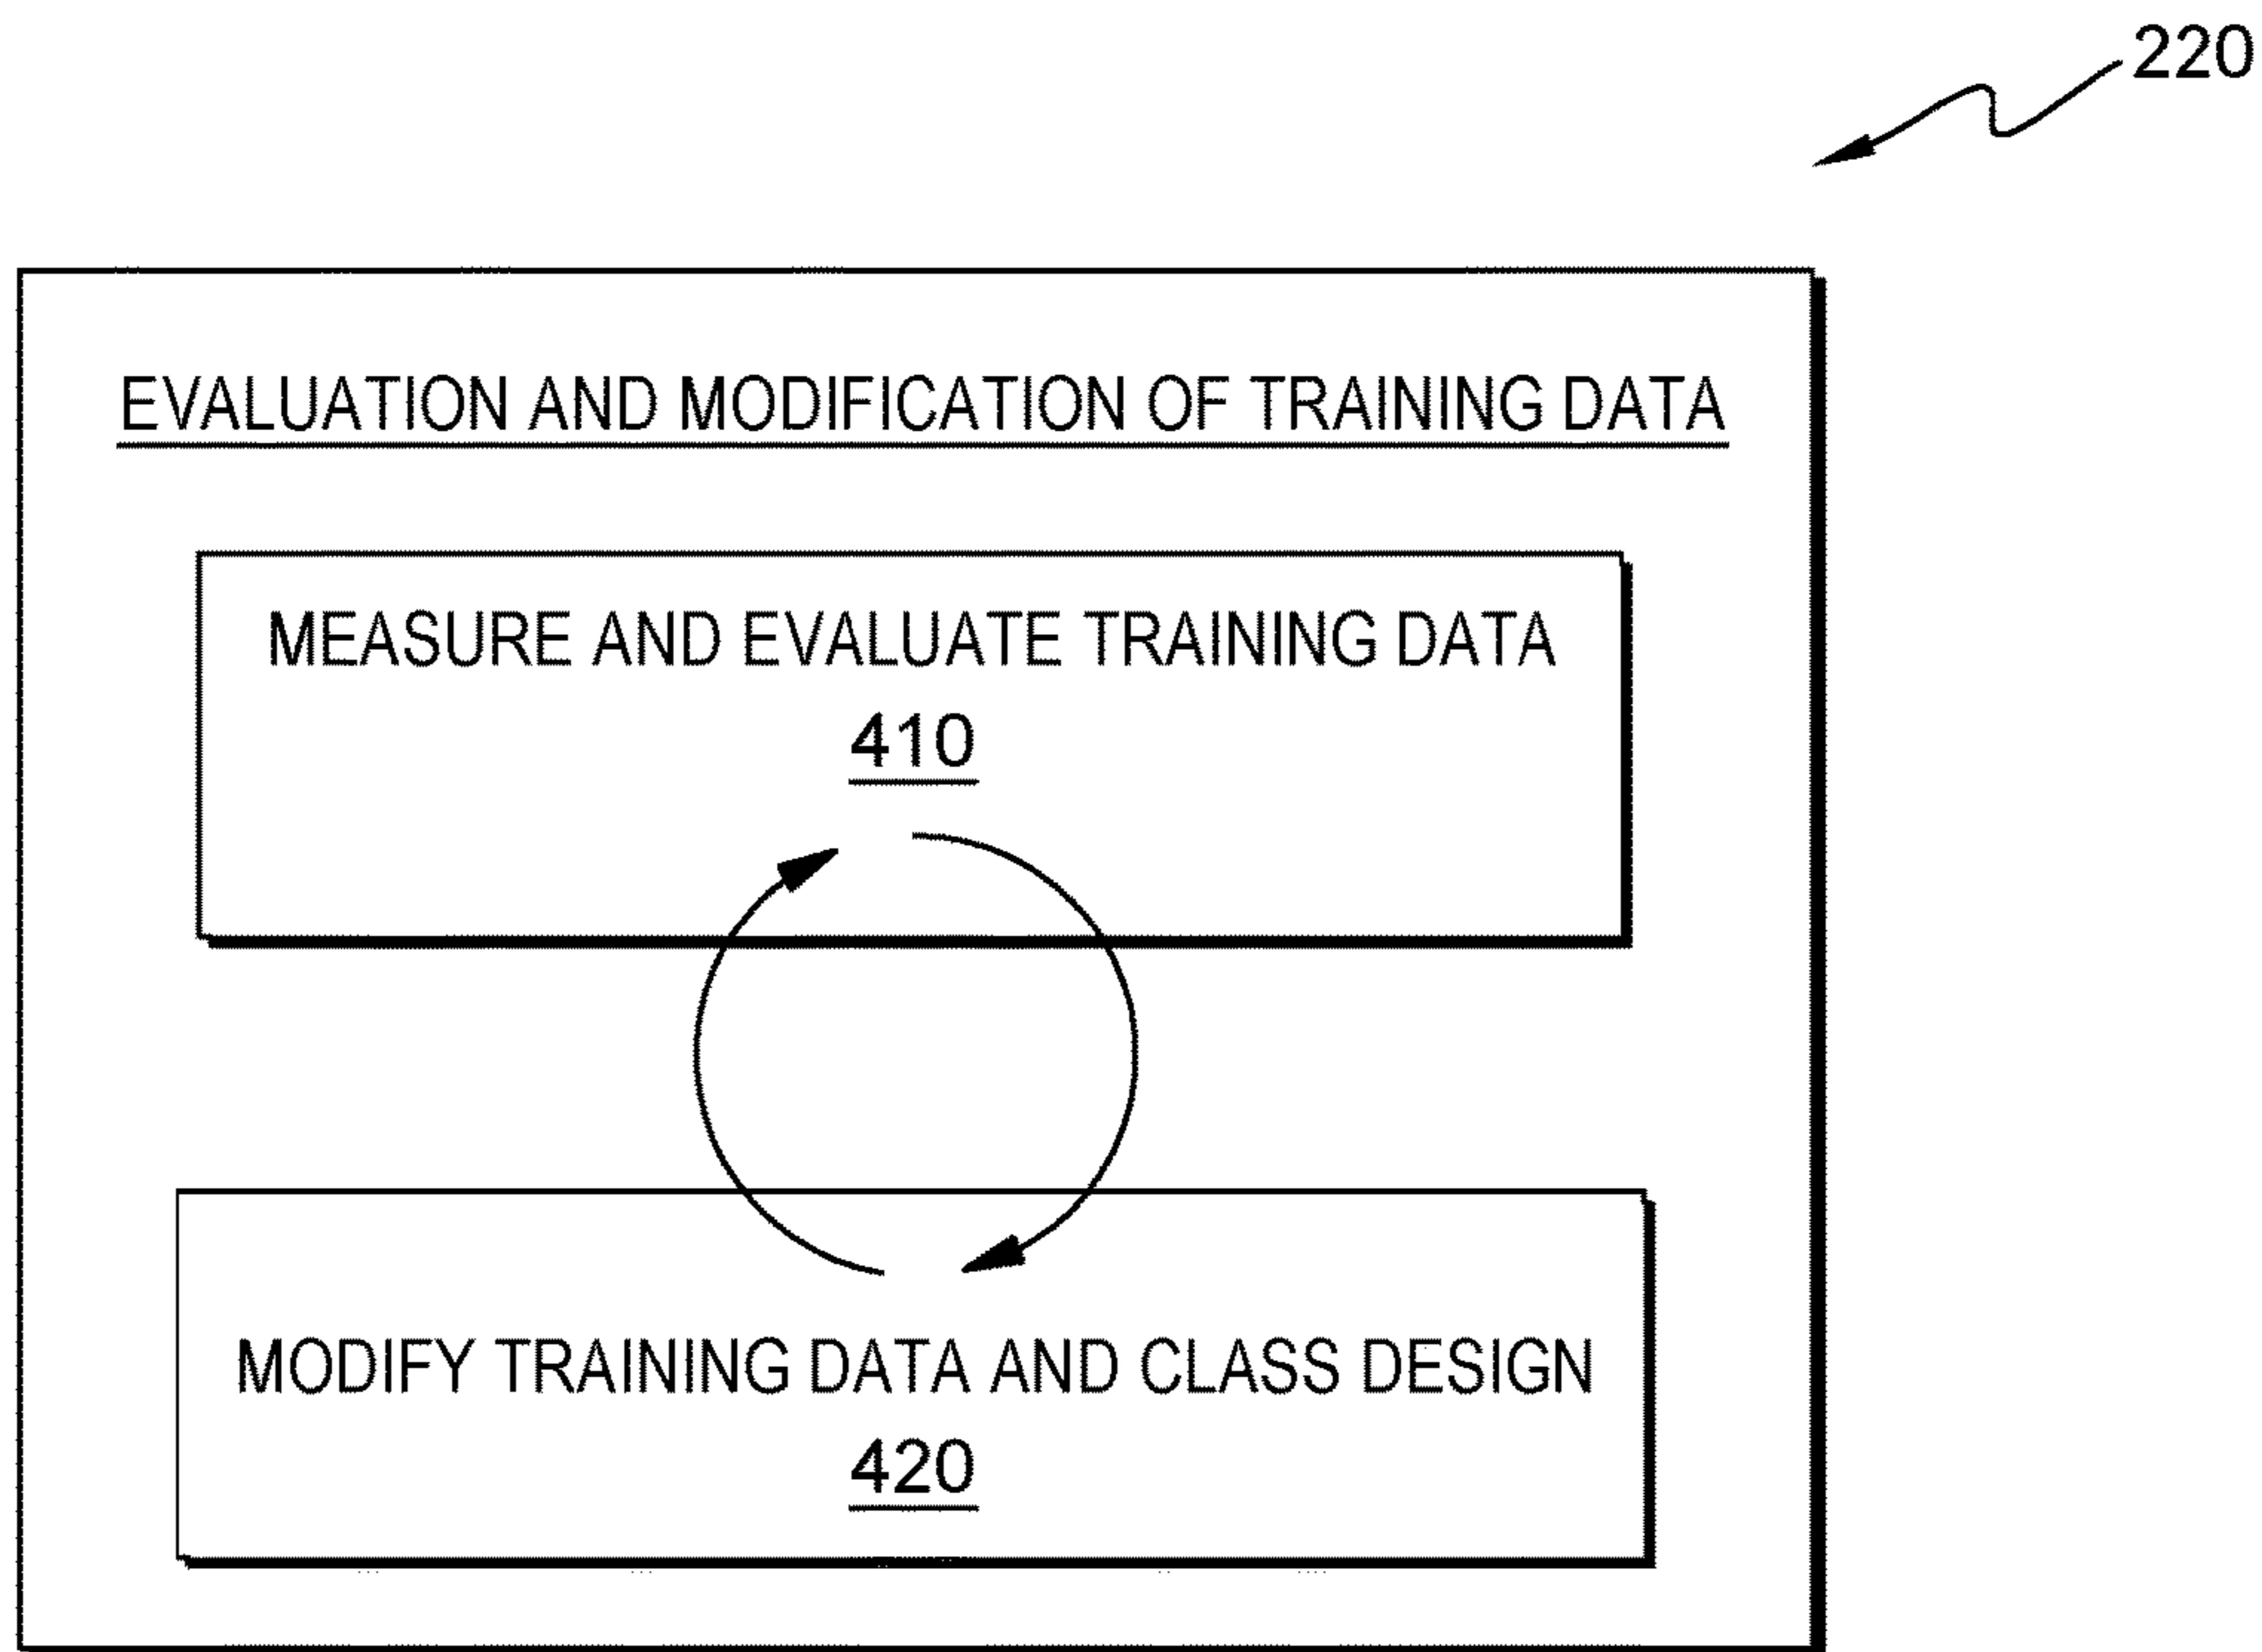 220
EVALUATION AND MODIFICATION OF TRAINING DATA
MEASURE AND EVALUATE TRAINING DATA
410
MODIFY TRAINING DATA AND CLASS DESIGN
420